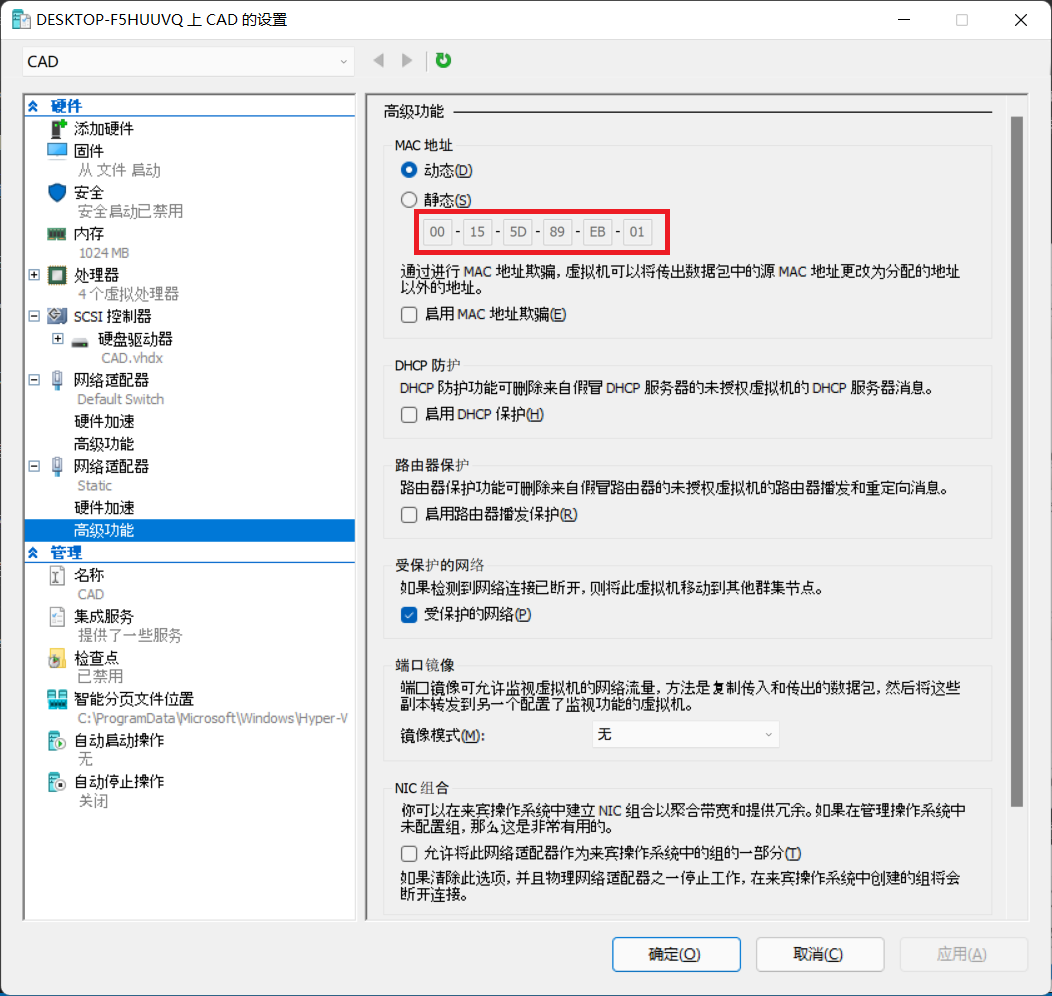 DESKTOP-F5HUUVQ 上 CAD 的设置
CAD
硬件
添加硬件
固件
从 文件 启动
安全
安全启动已禁用
内存
1024 MB
处理器
4 个虚拟处理器
SCSI 控制器
硬盘驱动器
CAD.vhdx
网络适配器
Default Switch
硬件加速
高级功能
网络适配器
Static
硬件加速
高级功能
管理
名称
CAD
集成服务
提供了一些服务
检查点
已禁用
智能分页文件位置
C:\ProgramData\Microsoft\Windows\Hyper-V
自动启动操作
无
自动停止操作
关闭
高级功能
MAC 地址
动态(D)
静态(S)
00 - 15 - 5D - 89 - EB - 01
通过进行 MAC 地址欺骗, 虚拟机可以将传出数据包中的源 MAC 地址更改为分配的地址
以外的地址。
启用 MAC 地址欺骗(E)
DHCP 防护
DHCP 防护功能可删除来自假冒 DHCP 服务器的未授权虚拟机的 DHCP 服务器消息。
启用 DHCP 保护(H)
路由器保护
路由器保护功能可删除来自假冒路由器的未授权虚拟机的路由器播发和重定向消息。
启用路由器播发保护(R)
受保护的网络
如果检测到网络连接已断开, 则将此虚拟机移动到其他群集节点。
受保护的网络(P)
端口镜像
端口镜像可允许监视虚拟机的网络流量, 方法是复制传入和传出的数据包, 然后将这些
副本转发到另一个配置了监视功能的虚拟机。
镜像模式(M): 无
NIC 组合
你可以在来宾操作系统中建立 NIC 组合以聚合带宽和提供冗余。如果在管理操作系统中
未配置组, 那么这是非常有用的。
允许将此网络适配器作为来宾操作系统中的组的一部分(T)
如果清除此选项, 并且物理网络适配器之一停止工作, 在来宾操作系统中创建的组将会
断开连接。
确定(O) 取消(C) 应用(A)